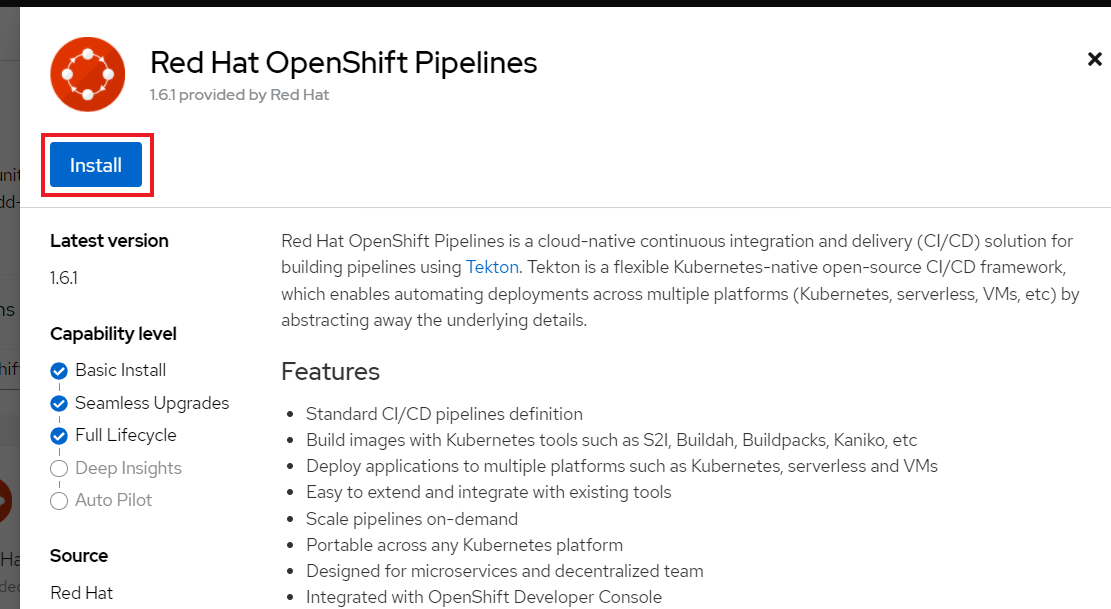 Red Hat OpenShift Pipelines
1.6.1 provided by Red Hat
Install
Latest version
1.6.1
Capability level
Basic Install
Seamless Upgrades
Full Lifecycle
Deep Insights
Auto Pilot
Source
Red Hat
Red Hat OpenShift Pipelines is a cloud-native continuous integration and delivery (CI/CD) solution for
building pipelines using Tekton. Tekton is a flexible Kubernetes-native open-source CI/CD framework,
which enables automating deployments across multiple platforms (Kubernetes, serverless, VMs, etc) by
abstracting away the underlying details.
Features
• Standard CI/CD pipelines definition
• Build images with Kubernetes tools such as S2I, Buildah, Buildpacks, Kaniko, etc
• Deploy applications to multiple platforms such as Kubernetes, serverless and VMs
• Easy to extend and integrate with existing tools
• Scale pipelines on-demand
• Portable across any Kubernetes platform
• Designed for microservices and decentralized team
• Integrated with OpenShift Developer Console